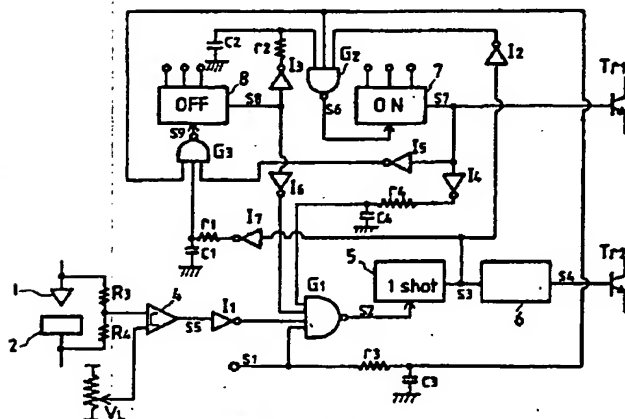 C2
r2
I3
G2
I2
Tr1
8
7
OFF
S8
S6
ON
S7
S9
G3
I5
I6
I4
r4
C4
I7
r1
C1
5
Tr2
G1
1 shot
S3
S4
1
R3
4
I1
S2
6
2
R4
S5
S1
r3
C3
VL